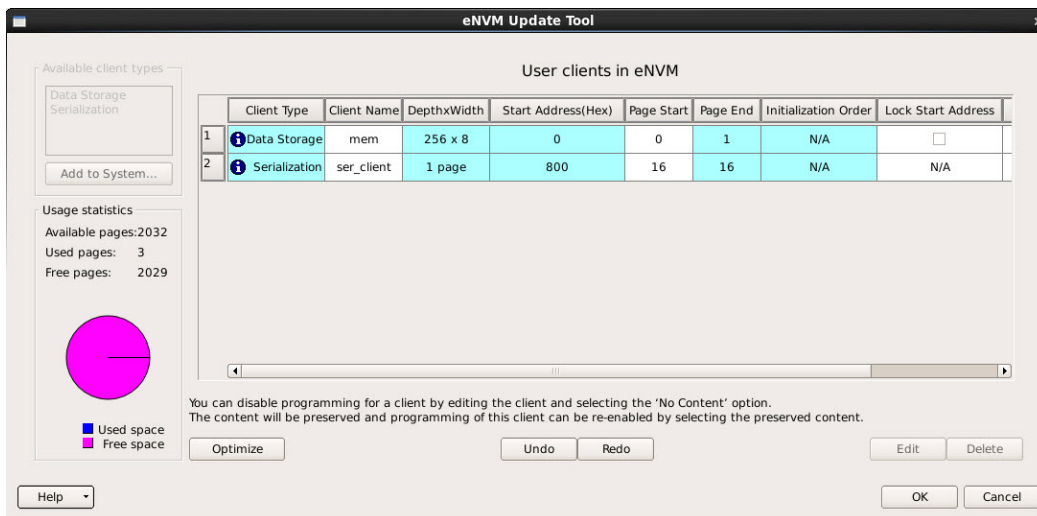 eNVM Update Tool
Available client types
Data Storage
Serialization
Add to System...
Usage statistics
Available pages:2032
Used pages: 3
Free pages: 2029
Used space
Free space
User clients in eNVM
Client Type Client Name DepthxWidth Start Address(Hex) Page Start Page End Initialization Order Lock Start Address
1 Data Storage mem 256 x 8 0 0 1 N/A
2 Serialization ser_client 1 page 800 16 16 N/A N/A
You can disable programming for a client by editing the client and selecting the 'No Content' option.
The content will be preserved and programming of this client can be re-enabled by selecting the preserved content.
Optimize Undo Redo Edit Delete
Help OK Cancel